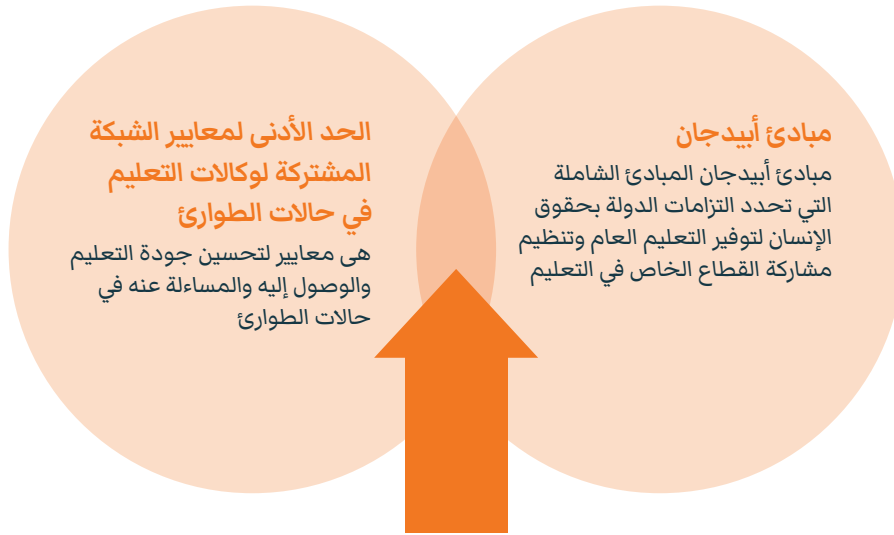 مبادئ أبيدجان
مبادئ أبيدجان المبادئ الشاملة
التي تحدد التزامات الدولة بحقوق
الإنسان لتوفير التعليم العام وتنظيم
مشاركة القطاع الخاص في التعليم
الحد الأدنى لمعايير الشبكة
المشتركة لوكالات التعليم
في حالات الطوارئ
هى معايير لتحسين جودة التعليم
والوصول إليه والمساءلة عنه في
حالات الطوارئ